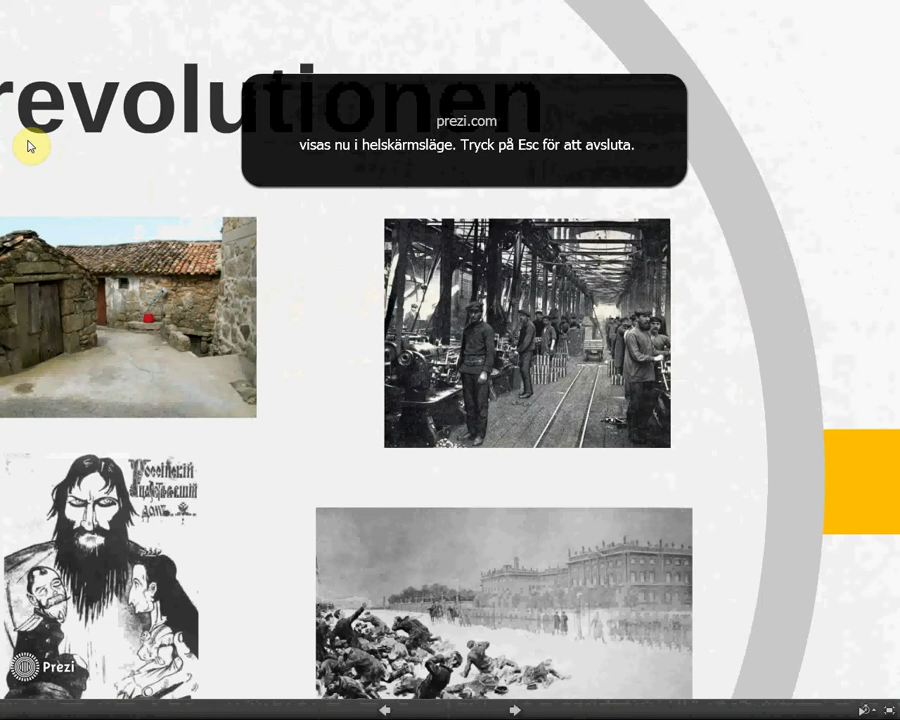 revolutionen
prezi.com
visas nu i helskärmsläge. Tryck på Esc för att avsluta.
Prezi